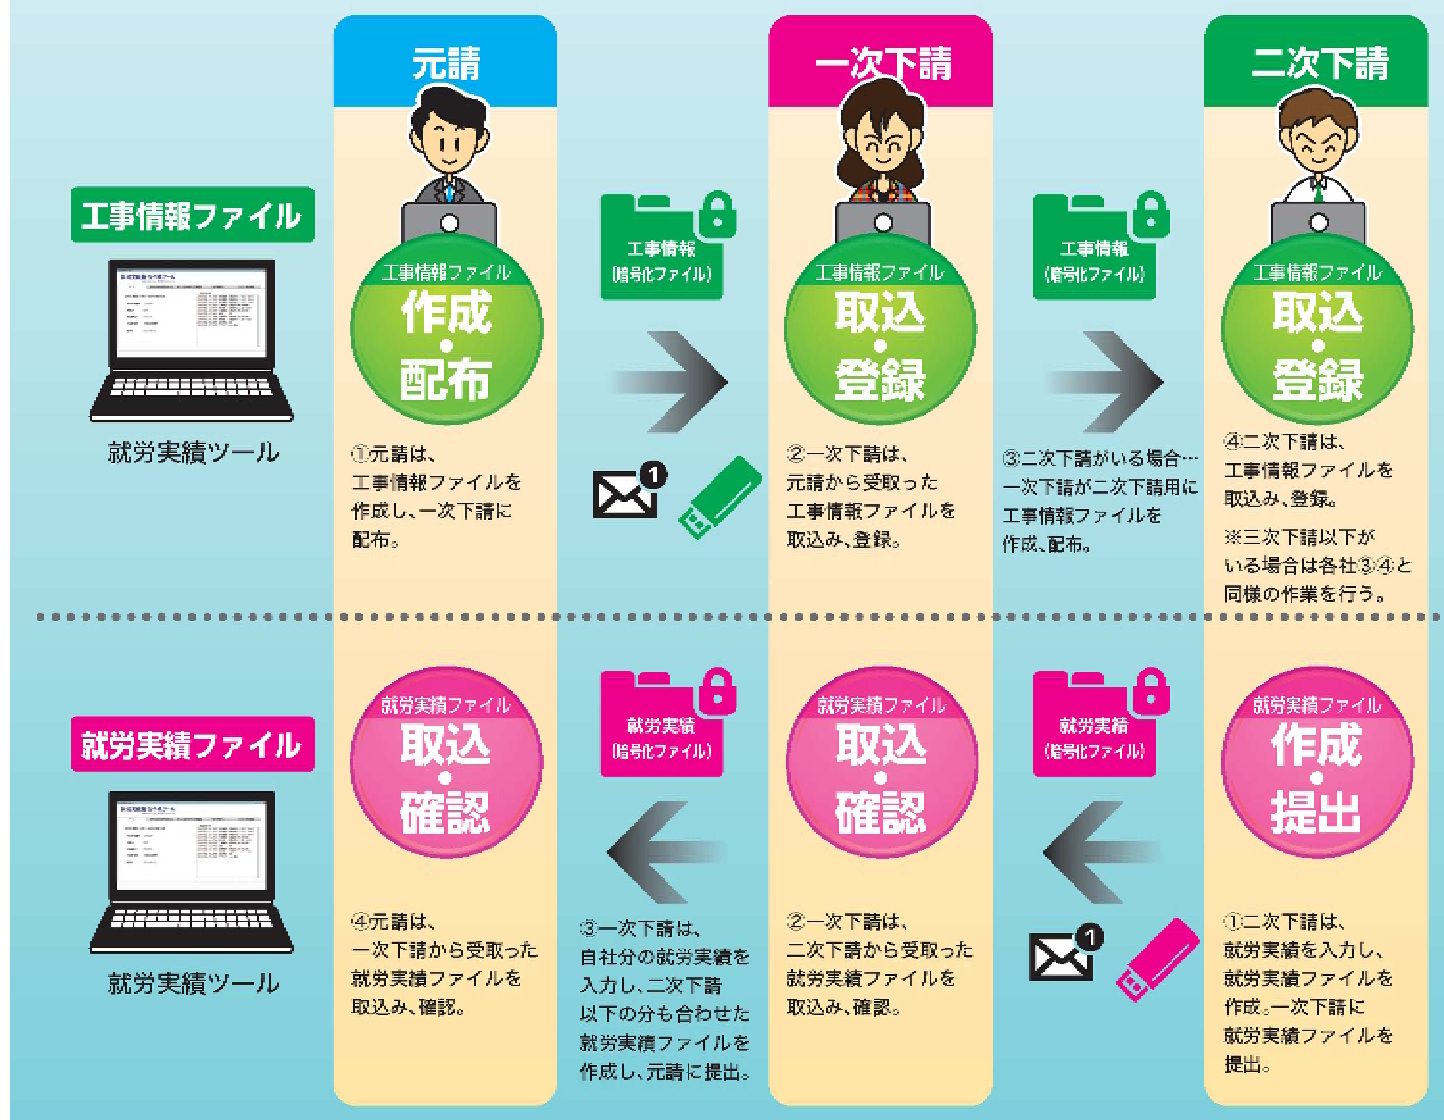 元請
一次下請
二次下請
工事情報ファイル
就労実績ツール
工事情報ファイル
作成
・
配布
①元請は、
工事情報ファイルを
作成し、一次下請に
配布。
工事情報
(暗号化ファイル)
1
工事情報ファイル
取込
・
登録
②一次下請は、
元請から受取った
工事情報ファイルを
取込み、登録。
工事情報
(暗号化ファイル)
③二次下請がいる場合…
一次下請が二次下請用に
工事情報ファイルを
作成、配布。
工事情報ファイル
取込
・
登録
④二次下請は、
工事情報ファイルを
取込み、登録。
※三次下請以下が
いる場合は各社③④と
同様の作業を行う。
就労実績ファイル
就労実績ツール
就労実績ファイル
取込
・
確認
④元請は、
一次下請から受取った
就労実績ファイルを
取込み、確認。
就労実績
(暗号化ファイル)
③一次下請は、
自社分の就労実績を
入力し、二次下請
以下の分も合わせた
就労実績ファイルを
作成し、元請に提出。
就労実績ファイル
取込
・
確認
②一次下請は、
二次下請から受取った
就労実績ファイルを
取込み、確認。
就労実績
(暗号化ファイル)
1
就労実績ファイル
作成
・
提出
①二次下請は、
就労実績を入力し、
就労実績ファイルを
作成。一次下請に
就労実績ファイルを
提出。